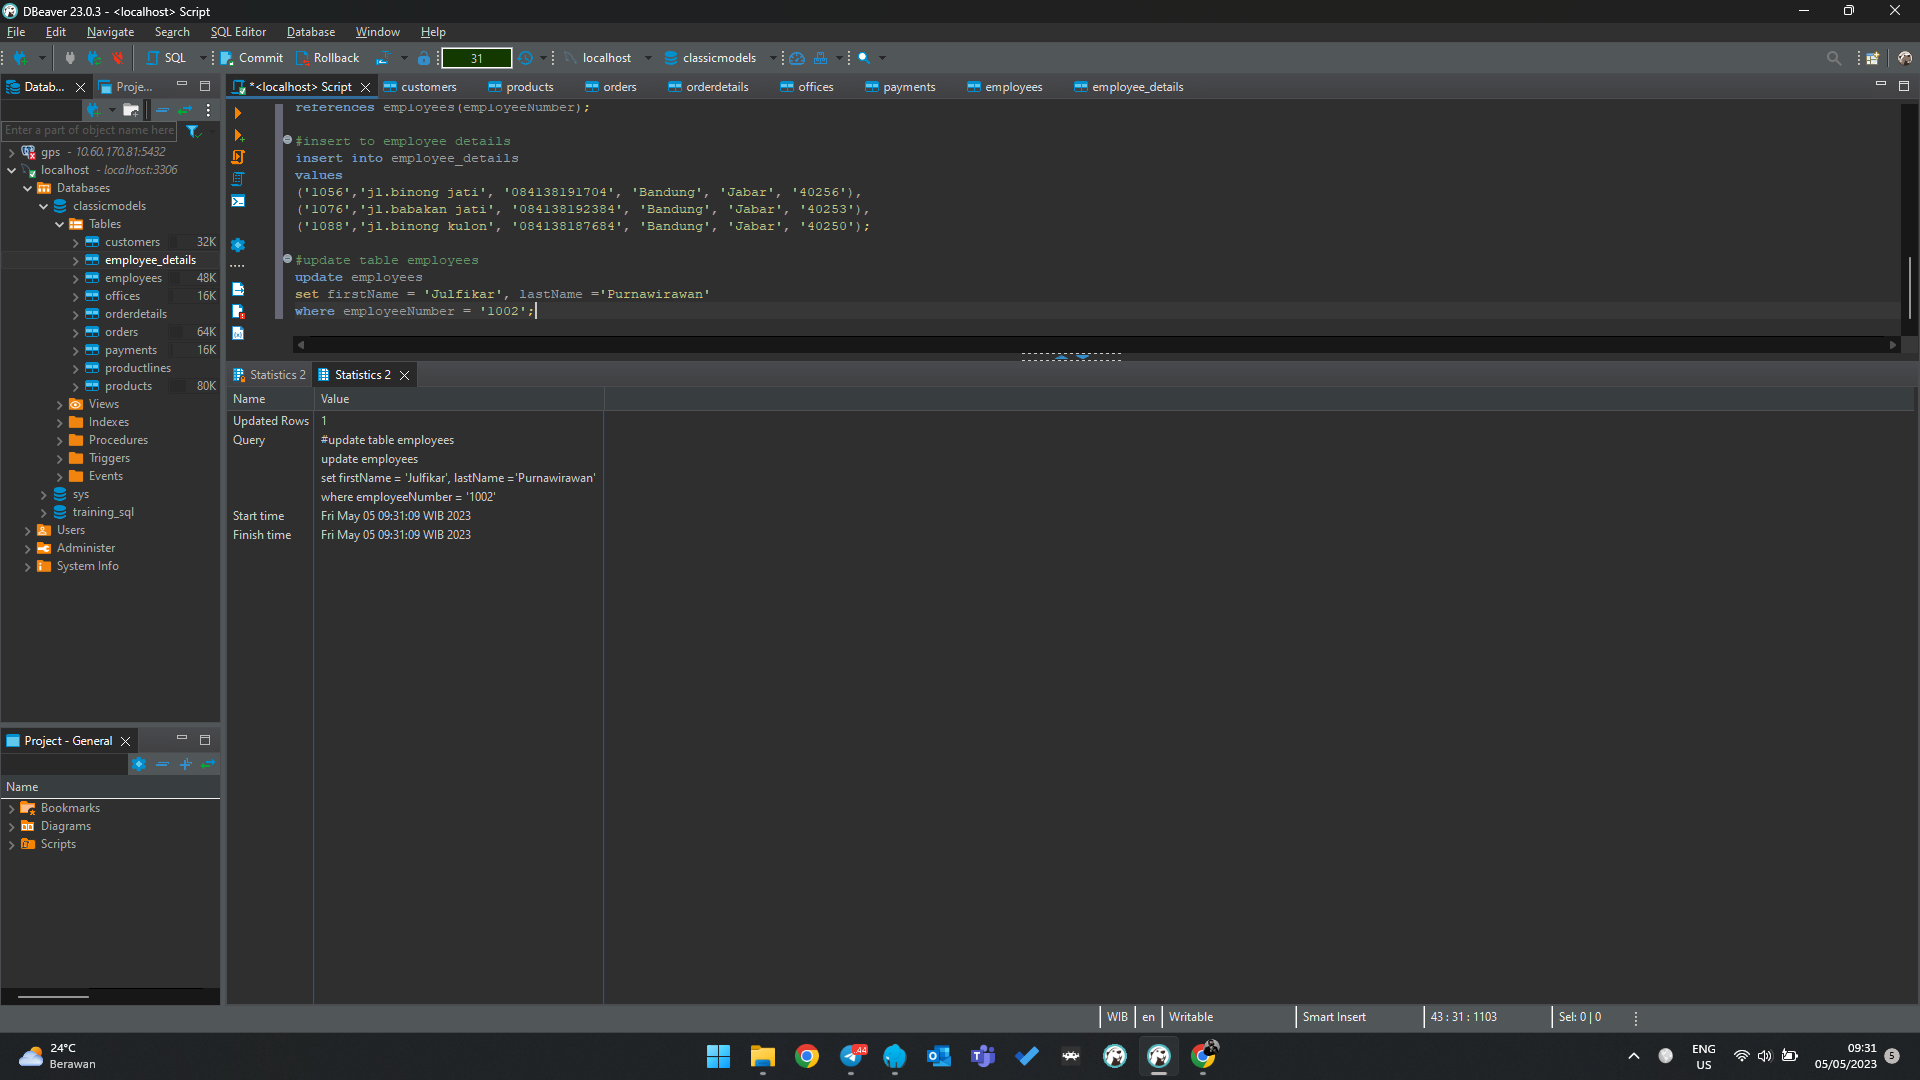 DBeaver 23.0.3 - <localhost> Script
File Edit Navigate Search SQL Editor Database Window Help
SQL Commit Rollback 31 localhost classicmodels
Datab... Proje...
*<localhost> Script customers products orders orderdetails offices payments employees employee_details
Enter a part of object name here
gps - 10.60.170.81:5432
localhost - localhost:3306
Databases
classicmodels
Tables
customers 32K
employee_details
employees 48K
offices 16K
orderdetails
orders 64K
payments 16K
productlines
products 80K
Views
Indexes
Procedures
Triggers
Events
sys
training_sql
Users
Administer
System Info
references employees(employeeNumber);
#insert to employee details
insert into employee_details
values
('1056','jl.binong jati', '084138191704', 'Bandung', 'Jabar', '40256'),
('1076','jl.babakan jati', '084138192384', 'Bandung', 'Jabar', '40253'),
('1088','jl.binong kulon', '084138187684', 'Bandung', 'Jabar', '40250');
#update table employees
update employees
set firstName = 'Julfikar', lastName ='Purnawirawan'
where employeeNumber = '1002';
Statistics 2 Statistics 2
Name Value
Updated Rows 1
Query #update table employees
update employees
set firstName = 'Julfikar', lastName ='Purnawirawan'
where employeeNumber = '1002'
Start time Fri May 05 09:31:09 WIB 2023
Finish time Fri May 05 09:31:09 WIB 2023
Project - General
Name
Bookmarks
Diagrams
Scripts
WIB en Writable Smart Insert 43 : 31 : 1103 Sel: 0 | 0
24°C
Berawan
44
ENG
US
09:31
05/05/2023
5